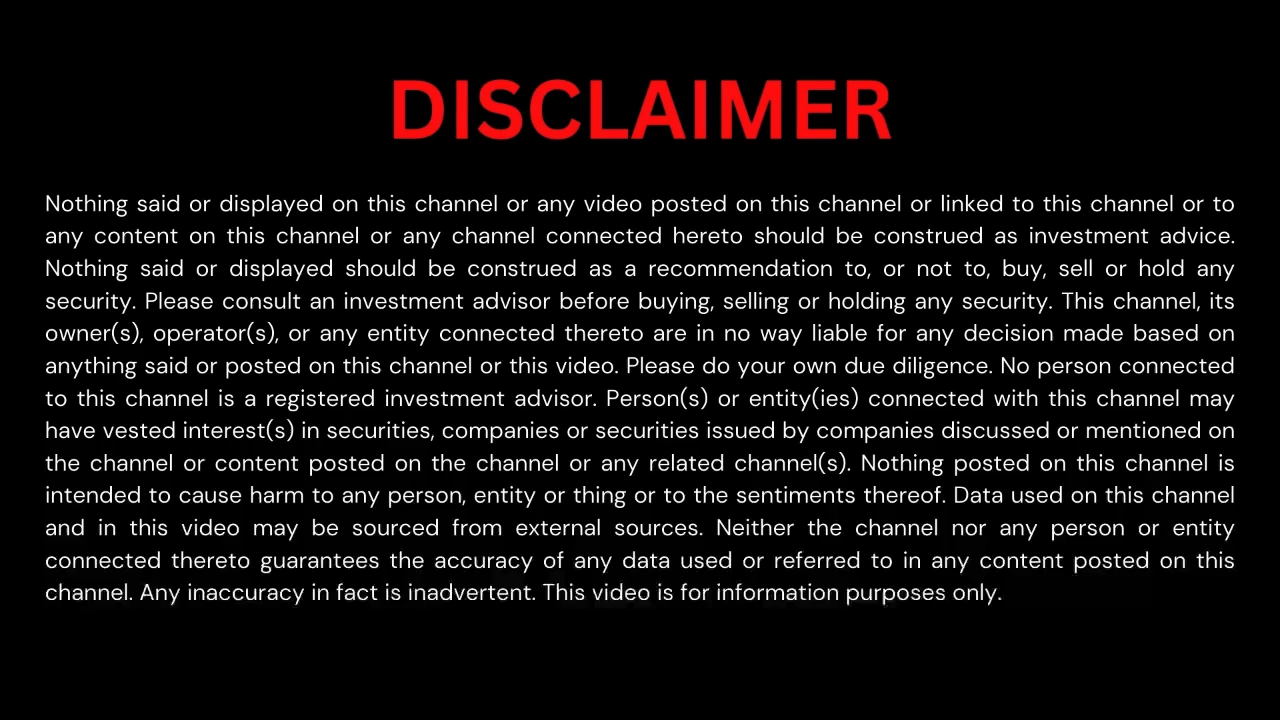 DISCLAIMER
Nothing said or displayed on this channel or any video posted on this channel or linked to this channel or to
any content on this channel or any channel connected hereto should be construed as investment advice.
Nothing said or displayed should be construed as a recommendation to, or not to, buy, sell or hold any
security. Please consult an investment advisor before buying, selling or holding any security. This channel, its
owner(s), operator(s), or any entity connected thereto are in no way liable for any decision made based on
anything said or posted on this channel or this video. Please do your own due diligence. No person connected
to this channel is a registered investment advisor. Person(s) or entity(ies) connected with this channel may
have vested interest(s) in securities, companies or securities issued by companies discussed or mentioned on
the channel or content posted on the channel or any related channel(s). Nothing posted on this channel is
intended to cause harm to any person, entity or thing or to the sentiments thereof. Data used on this channel
and in this video may be sourced from external sources. Neither the channel nor any person or entity
connected thereto guarantees the accuracy of any data used or referred to in any content posted on this
channel. Any inaccuracy in fact is inadvertent. This video is for information purposes only.